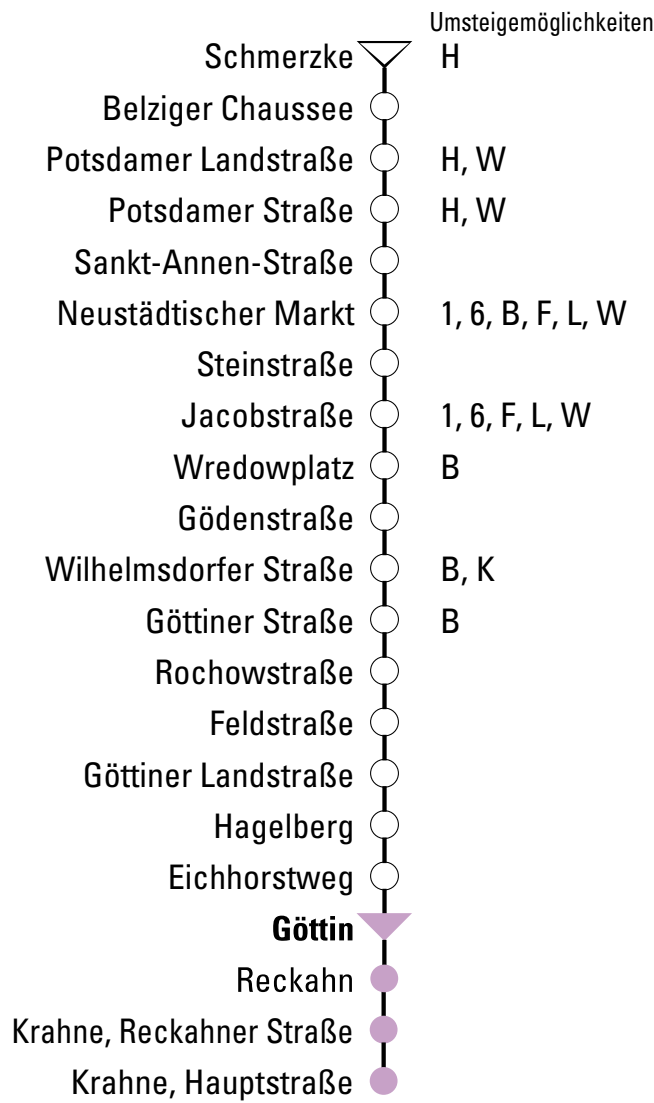 Umsteigemöglichkeiten
Schmerzke H
Belziger Chaussee
Potsdamer Landstraße H, W
Potsdamer Straße H, W
Sankt-Annen-Straße
Neustädtischer Markt 1, 6, B, F, L, W
Steinstraße
Jacobstraße 1, 6, F, L, W
Wredowplatz B
Gödenstraße
Wilhelmsdorfer Straße B, K
Göttiner Straße B
Rochowstraße
Feldstraße
Göttiner Landstraße
Hagelberg
Eichhorstweg
Göttin
Reckahn
Krahne, Reckahner Straße
Krahne, Hauptstraße